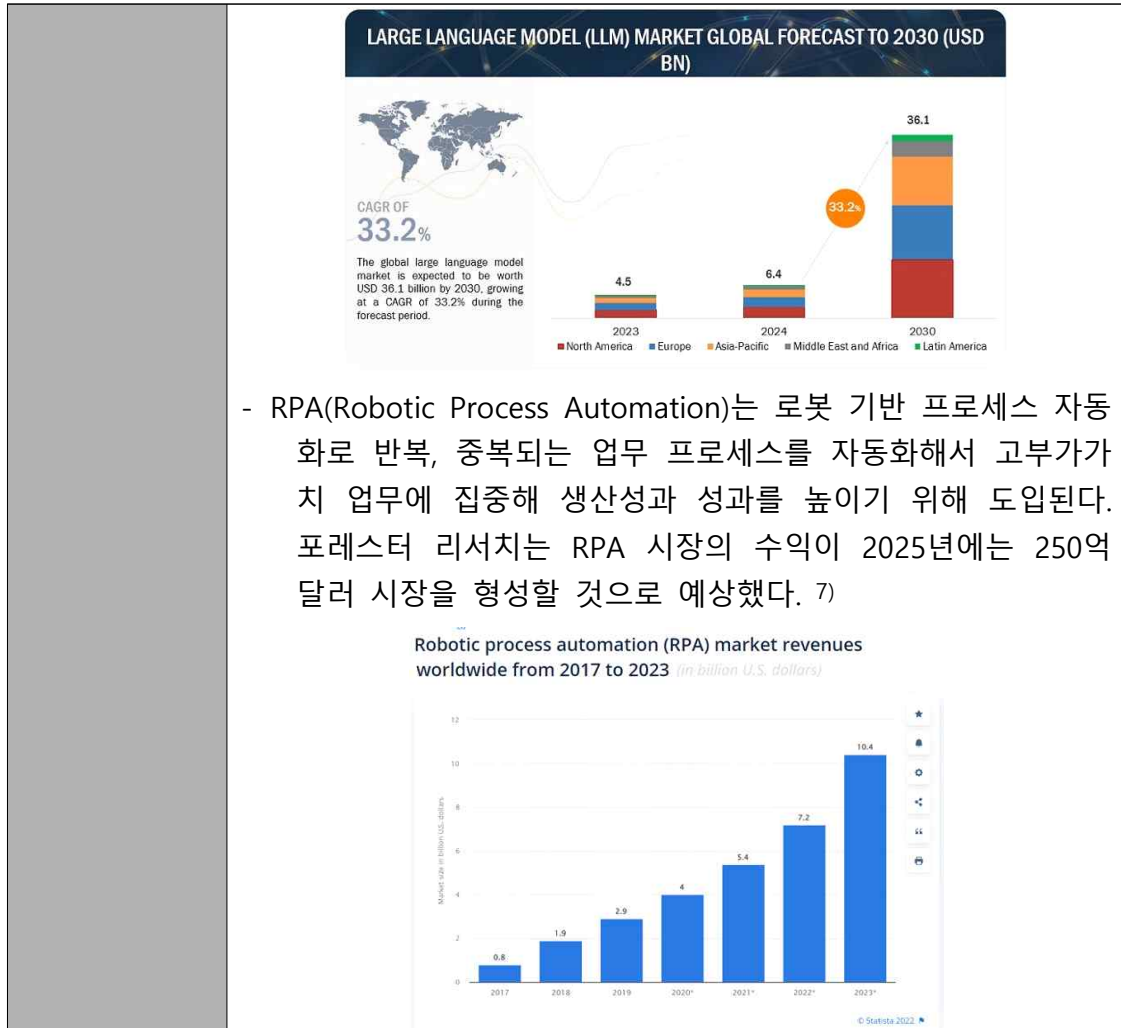 LARGE LANGUAGE MODEL (LLM) MARKET GLOBAL FORECAST TO 2030 (USD
BN)
CAGR OF
33.2%
The global large language model
market is expected to be worth
USD 36.1 billion by 2030, growing
at a CAGR of 33.2% during the
forecast period.
36.1
33.2%
4.5
6.4
2023 2024 2030
North America Europe Asia-Pacific Middle East and Africa Latin America
- RPA(Robotic Process Automation)는 로봇 기반 프로세스 자동
화로 반복, 중복되는 업무 프로세스를 자동화해서 고부가가
치 업무에 집중해 생산성과 성과를 높이기 위해 도입된다.
포레스터 리서치는 RPA 시장의 수익이 2025년에는 250억
달러 시장을 형성할 것으로 예상했다. 7)
Robotic process automation (RPA) market revenues
worldwide from 2017 to 2023 (in billion U.S. dollars)
Market size in billion U.S. dollars
12
10
8
6
4
2
0
0.8
1.9
2.9
4
5.4
7.2
10.4
2017 2018 2019 2020* 2021* 2022* 2023*
© Statista 2022